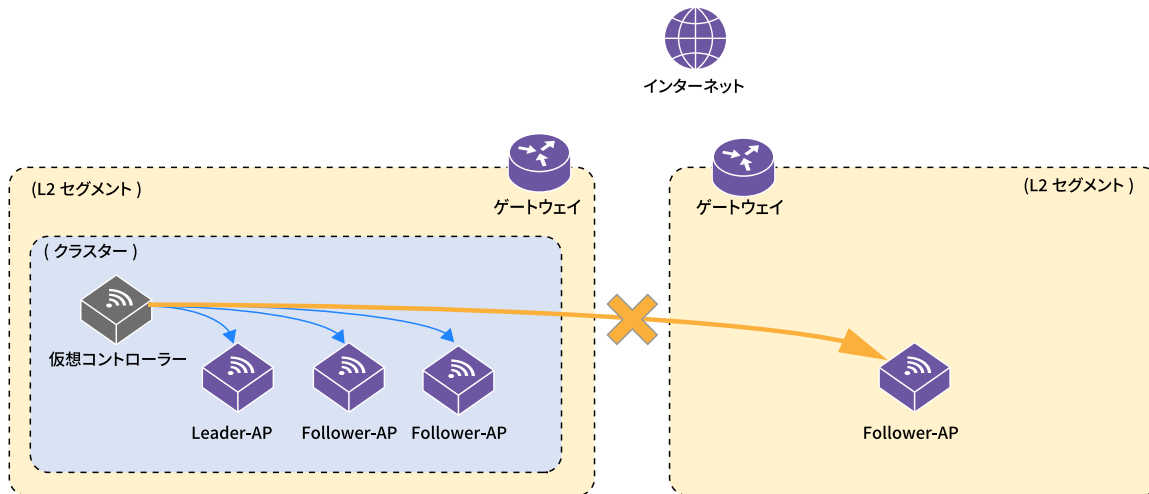 インターネット
(L2 セグメント )
ゲートウェイ
ゲートウェイ
(L2 セグメント )
( クラスター )
仮想コントローラー
Leader-AP
Follower-AP
Follower-AP
Follower-AP